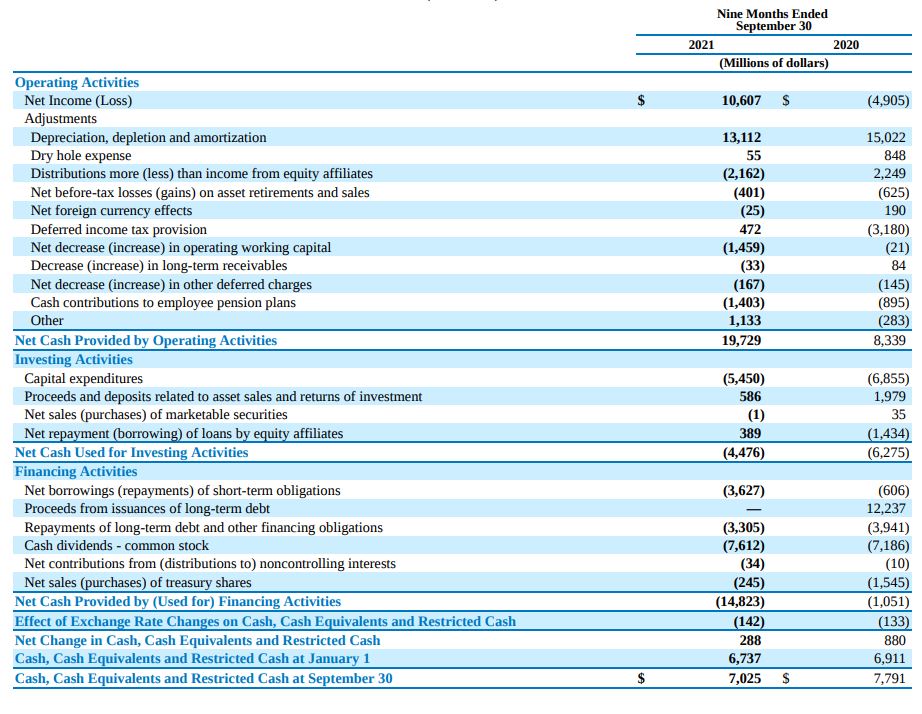 Nine Months Ended
September 30
2021 2020
(Millions of dollars)
Operating Activities
Net Income (Loss) $ 10,607 $ (4,905)
Adjustments
Depreciation, depletion and amortization 13,112 15,022
Dry hole expense 55 848
Distributions more (less) than income from equity affiliates (2,162) 2,249
Net before-tax losses (gains) on asset retirements and sales (401) (625)
Net foreign currency effects (25) 190
Deferred income tax provision 472 (3,180)
Net decrease (increase) in operating working capital (1,459) (21)
Decrease (increase) in long-term receivables (33) 84
Net decrease (increase) in other deferred charges (167) (145)
Cash contributions to employee pension plans (1,403) (895)
Other 1,133 (283)
Net Cash Provided by Operating Activities 19,729 8,339
Investing Activities
Capital expenditures (5,450) (6,855)
Proceeds and deposits related to asset sales and returns of investment 586 1,979
Net sales (purchases) of marketable securities (1) 35
Net repayment (borrowing) of loans by equity affiliates 389 (1,434)
Net Cash Used for Investing Activities (4,476) (6,275)
Financing Activities
Net borrowings (repayments) of short-term obligations (3,627) (606)
Proceeds from issuances of long-term debt — 12,237
Repayments of long-term debt and other financing obligations (3,305) (3,941)
Cash dividends - common stock (7,612) (7,186)
Net contributions from (distributions to) noncontrolling interests (34) (10)
Net sales (purchases) of treasury shares (245) (1,545)
Net Cash Provided by (Used for) Financing Activities (14,823) (1,051)
Effect of Exchange Rate Changes on Cash, Cash Equivalents and Restricted Cash (142) (133)
Net Change in Cash, Cash Equivalents and Restricted Cash 288 880
Cash, Cash Equivalents and Restricted Cash at January 1 6,737 6,911
Cash, Cash Equivalents and Restricted Cash at September 30 $ 7,025 $ 7,791